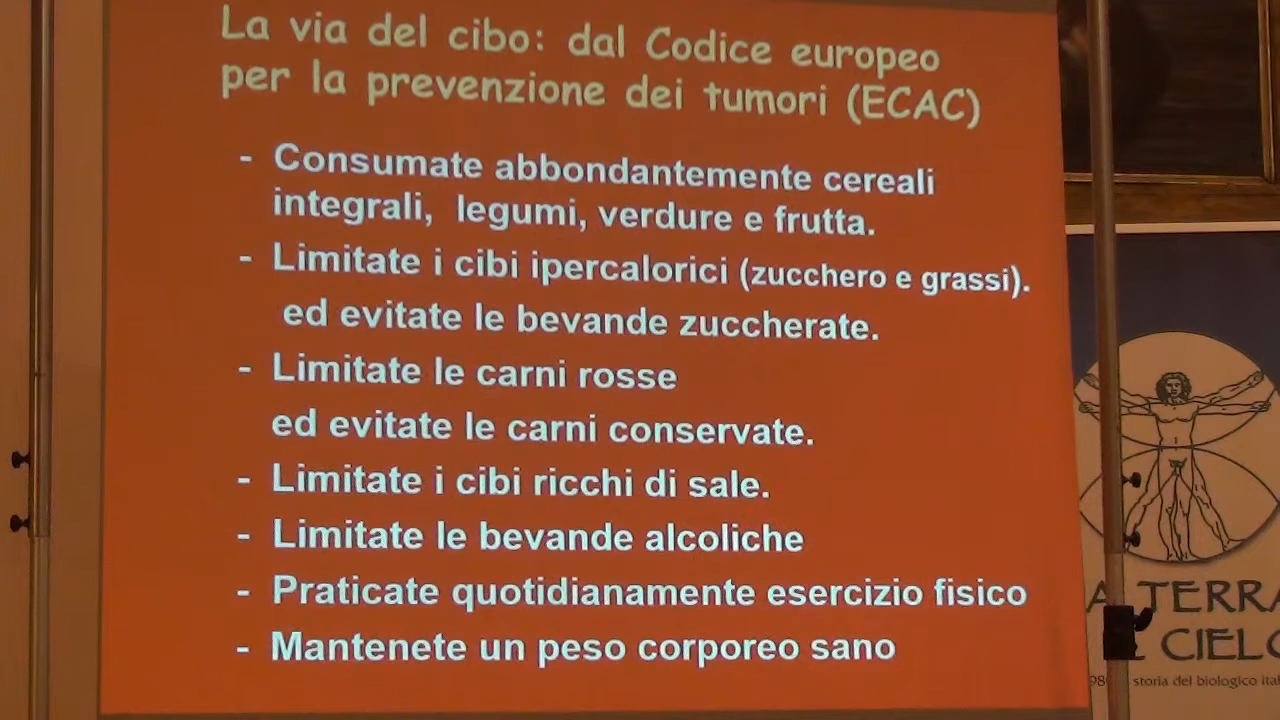 La via del cibo: dal Codice europeo
per la prevenzione dei tumori (ECAC)
- Consumate abbondantemente cereali
integrali, legumi, verdure e frutta.
- Limitate i cibi ipercalorici (zucchero e grassi).
ed evitate le bevande zuccherate.
- Limitate le carni rosse
ed evitate le carni conservate.
- Limitate i cibi ricchi di sale.
- Limitate le bevande alcoliche
- Praticate quotidianamente esercizio fisico
- Mantenete un peso corporeo sano
A TERRA
CIELO
storia del biologico